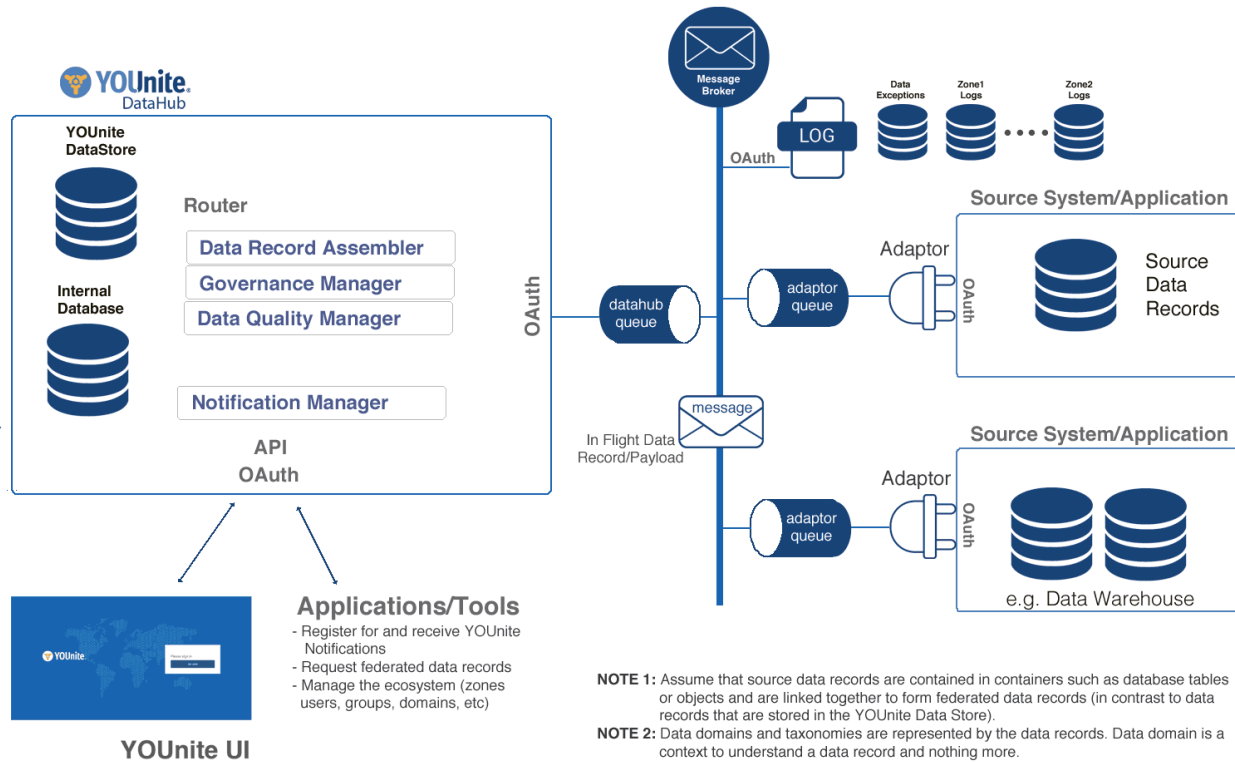 YOUnite®
DataHub
YOUnite
DataStore
Internal
Database
Router
Data Record Assembler
Governance Manager
Data Quality Manager
Notification Manager
API
OAuth
OAuth
datahub
queue
Message
Broker
LOG
OAuth
Data
Exceptions
Zone1
Logs
Zone2
Logs
adaptor
queue
Adaptor
Source System/Application
OAuth
Source
Data
Records
message
In Flight Data
Record/Payload
adaptor
queue
Adaptor
Source System/Application
OAuth
e.g. Data Warehouse
YOUnite
YOUnite UI
Applications/Tools
- Register for and receive YOUnite
Notifications
- Request federated data records
- Manage the ecosystem (zones
users, groups, domains, etc)
NOTE 1: Assume that source data records are contained in containers such as database tables
or objects and are linked together to form federated data records (in contrast to data
records that are stored in the YOUnite Data Store).
NOTE 2: Data domains and taxonomies are represented by the data records. Data domain is a
context to understand a data record and nothing more.